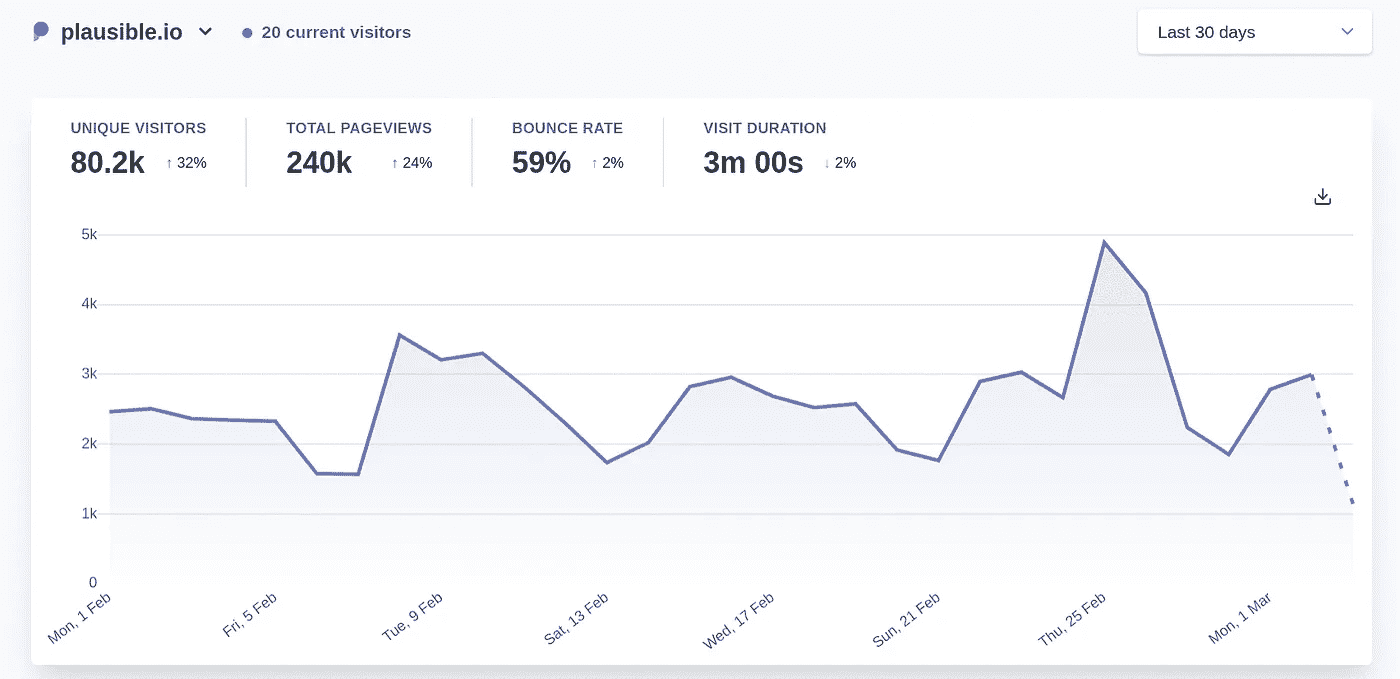 plausible.io 20 current visitors Last 30 days
UNIQUE VISITORS TOTAL PAGEVIEWS BOUNCE RATE VISIT DURATION
80.2k ↑ 32% 240k ↑ 24% 59% ↑ 2% 3m 00s ↓ 2%
5k
4k
3k
2k
1k
0
Mon, 1 Feb Fri, 5 Feb Tue, 9 Feb Sat, 13 Feb Wed, 17 Feb Sun, 21 Feb Thu, 25 Feb Mon, 1 Mar